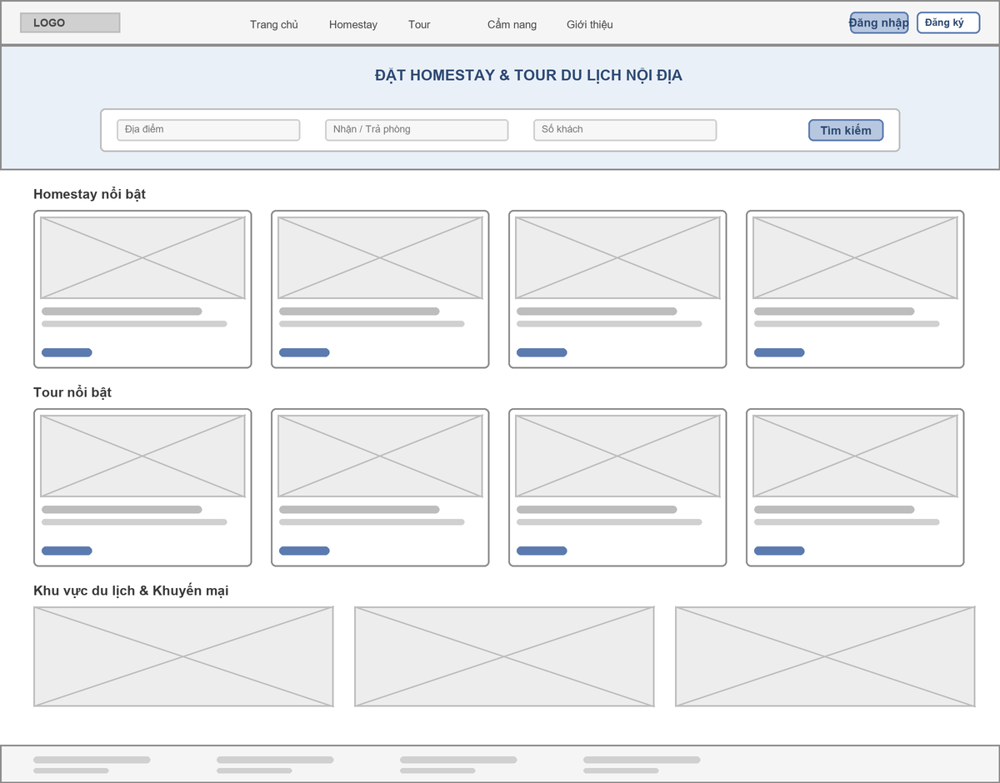 LOGO
Trang chủ
Homestay
Tour
Cẩm nang
Giới thiệu
Đăng nhập
Đăng ký
ĐẶT HOMESTAY & TOUR DU LỊCH NỘI ĐỊA
Địa điểm
Nhận / Trả phòng
Số khách
Tìm kiếm
Homestay nổi bật
Tour nổi bật
Khu vực du lịch & Khuyến mại